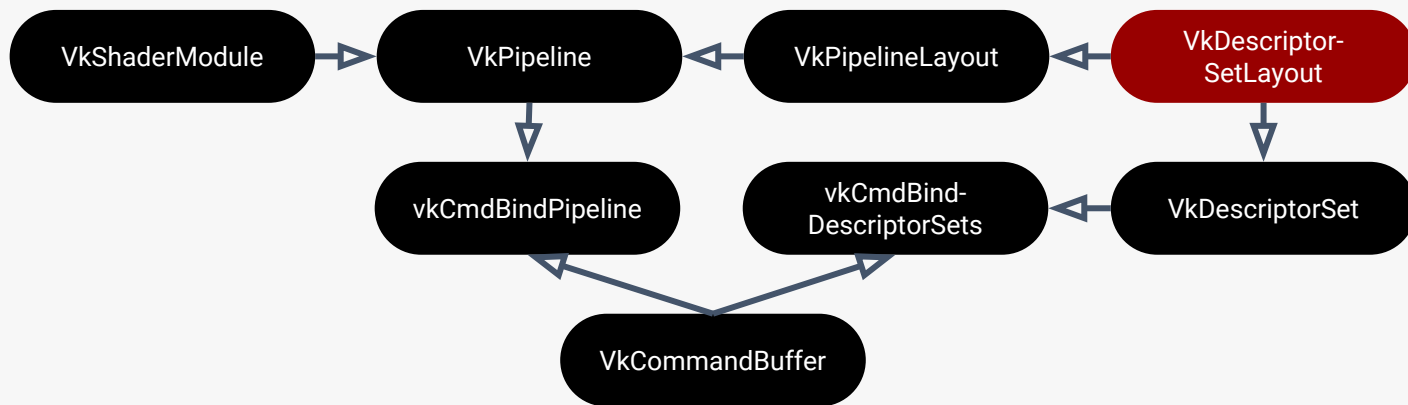 VkShaderModule
VkPipeline
VkPipelineLayout
VkDescriptor-
SetLayout
vkCmdBindPipeline
vkCmdBind-
DescriptorSets
VkDescriptorSet
VkCommandBuffer